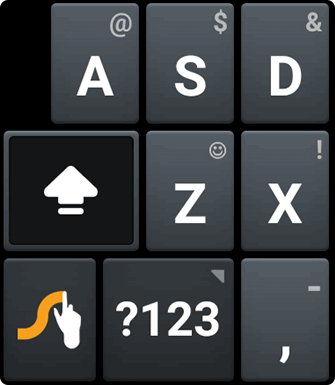 @ $ &
A S D
☺ !
Z X
?123 -
,